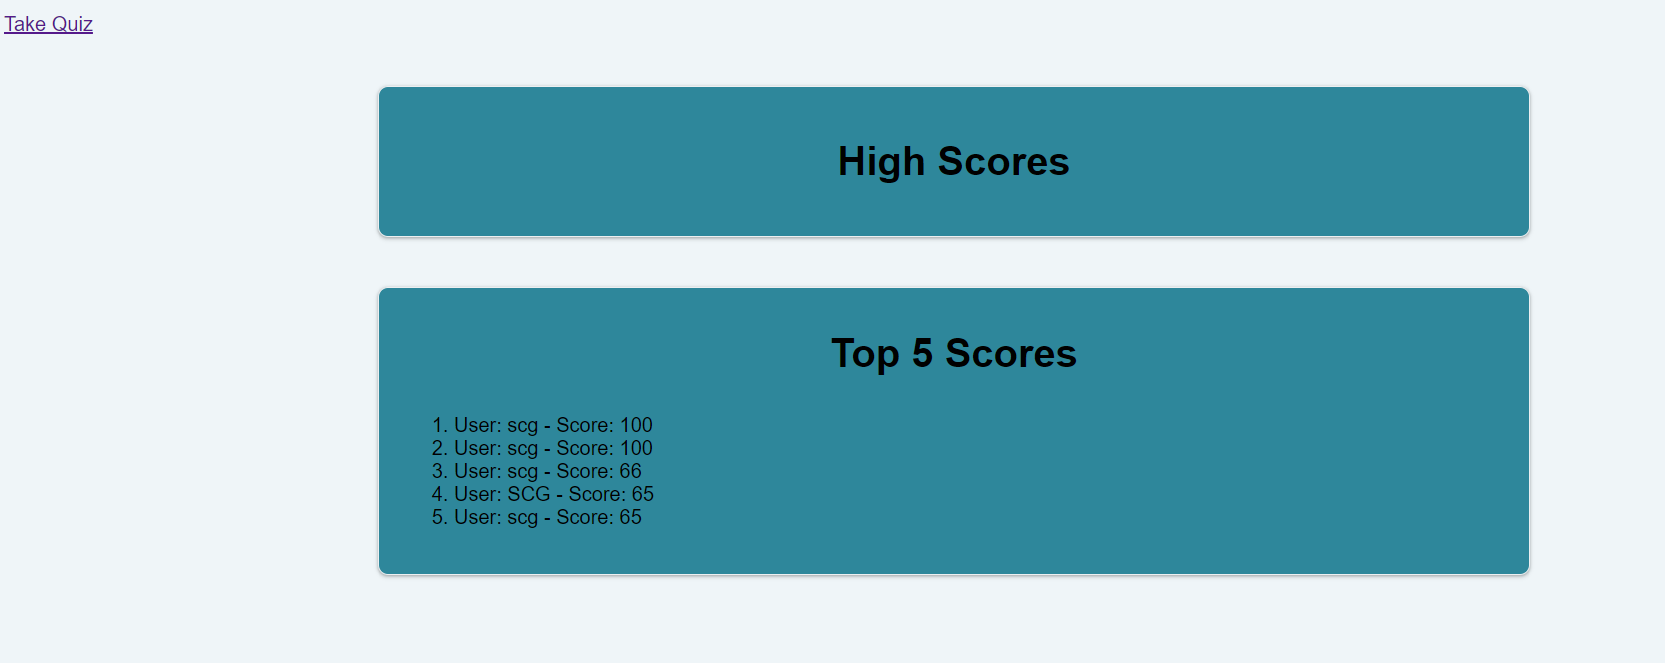 Take Quiz
High Scores
Top 5 Scores
1. User: scg - Score: 100
2. User: scg - Score: 100
3. User: scg - Score: 66
4. User: SCG - Score: 65
5. User: scg - Score: 65